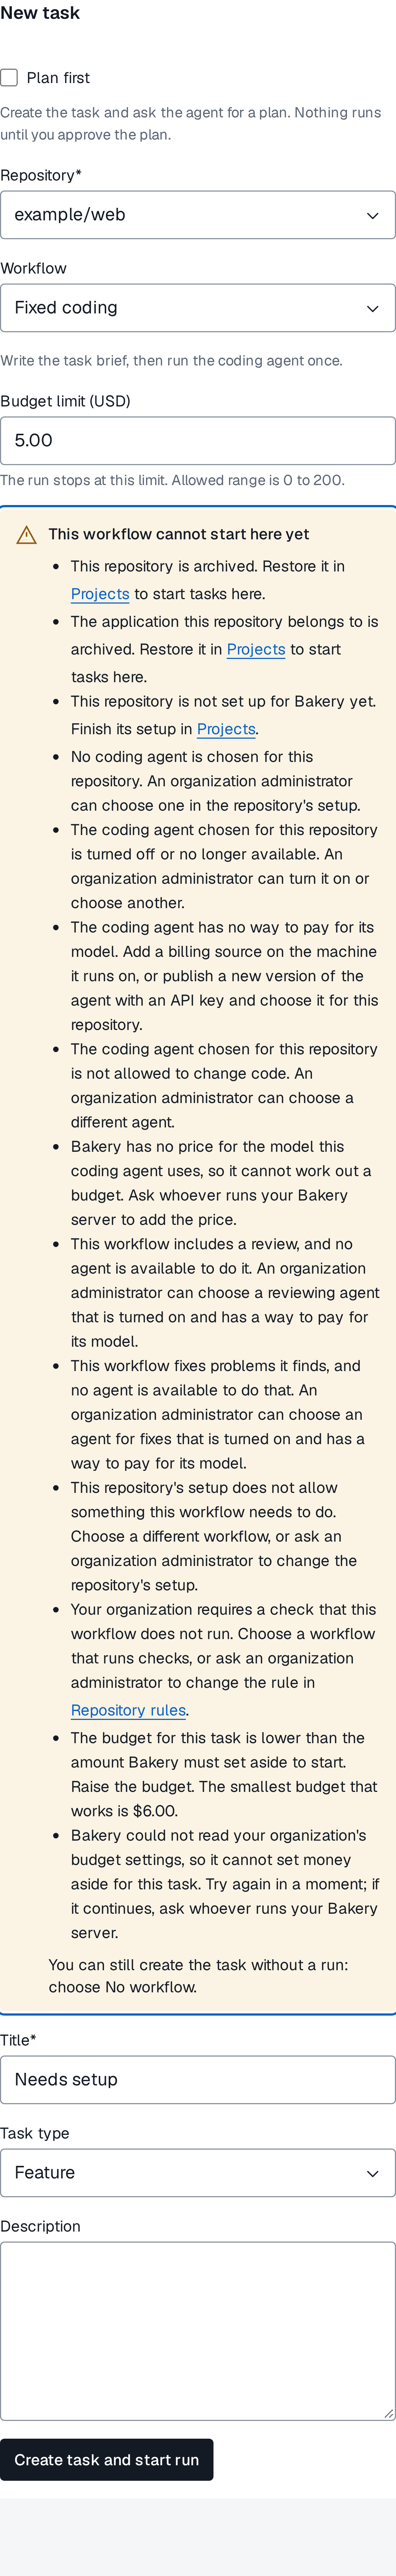 New task
Plan first
Create the task and ask the agent for a plan. Nothing runs
until you approve the plan.
Repository*
example/web
Workflow
Fixed coding
Write the task brief, then run the coding agent once.
Budget limit (USD)
5.00
The run stops at this limit. Allowed range is 0 to 200.
This workflow cannot start here yet
• This repository is archived. Restore it in
Projects to start tasks here.
• The application this repository belongs to is
archived. Restore it in Projects to start
tasks here.
• This repository is not set up for Bakery yet.
Finish its setup in Projects.
• No coding agent is chosen for this
repository. An organization administrator
can choose one in the repository's setup.
• The coding agent chosen for this repository
is turned off or no longer available. An
organization administrator can turn it on or
choose another.
• The coding agent has no way to pay for its
model. Add a billing source on the machine
it runs on, or publish a new version of the
agent with an API key and choose it for this
repository.
• The coding agent chosen for this repository
is not allowed to change code. An
organization administrator can choose a
different agent.
• Bakery has no price for the model this
coding agent uses, so it cannot work out a
budget. Ask whoever runs your Bakery
server to add the price.
• This workflow includes a review, and no
agent is available to do it. An organization
administrator can choose a reviewing agent
that is turned on and has a way to pay for
its model.
• This workflow fixes problems it finds, and
no agent is available to do that. An
organization administrator can choose an
agent for fixes that is turned on and has a
way to pay for its model.
• This repository's setup does not allow
something this workflow needs to do.
Choose a different workflow, or ask an
organization administrator to change the
repository's setup.
• Your organization requires a check that this
workflow does not run. Choose a workflow
that runs checks, or ask an organization
administrator to change the rule in
Repository rules.
• The budget for this task is lower than the
amount Bakery must set aside to start.
Raise the budget. The smallest budget that
works is $6.00.
• Bakery could not read your organization's
budget settings, so it cannot set money
aside for this task. Try again in a moment; if
it continues, ask whoever runs your Bakery
server.
You can still create the task without a run:
choose No workflow.
Title*
Needs setup
Task type
Feature
Description
Create task and start run